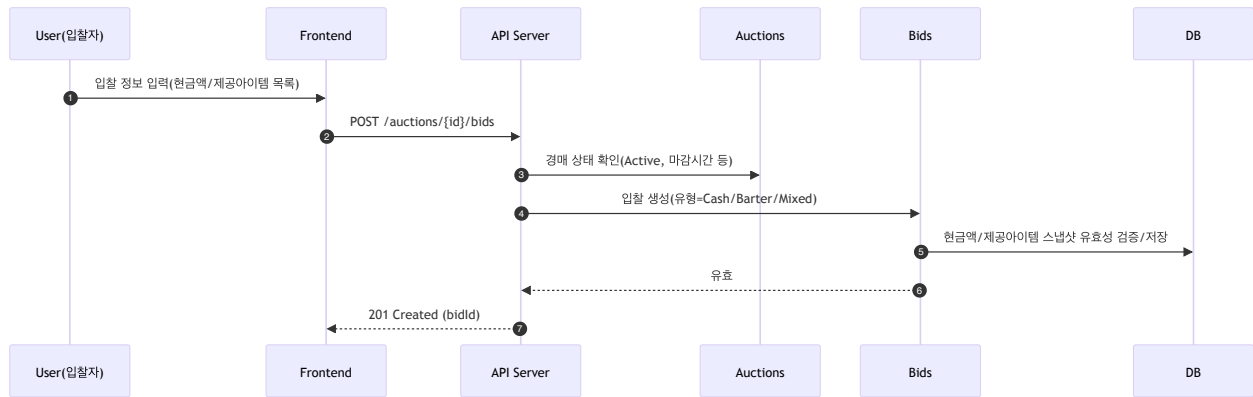 User(입찰자)
Frontend
API Server
Auctions
Bids
DB
입찰 정보 입력(현금액/제공아이템 목록)
1
POST /auctions/{id}/bids
2
경매 상태 확인(Active, 마감시간 등)
3
입찰 생성(유형=Cash/Barter/Mixed)
4
현금액/제공아이템 스냅샷 유효성 검증/저장
5
유효
6
201 Created (bidId)
7
User(입찰자)
Frontend
API Server
Auctions
Bids
DB